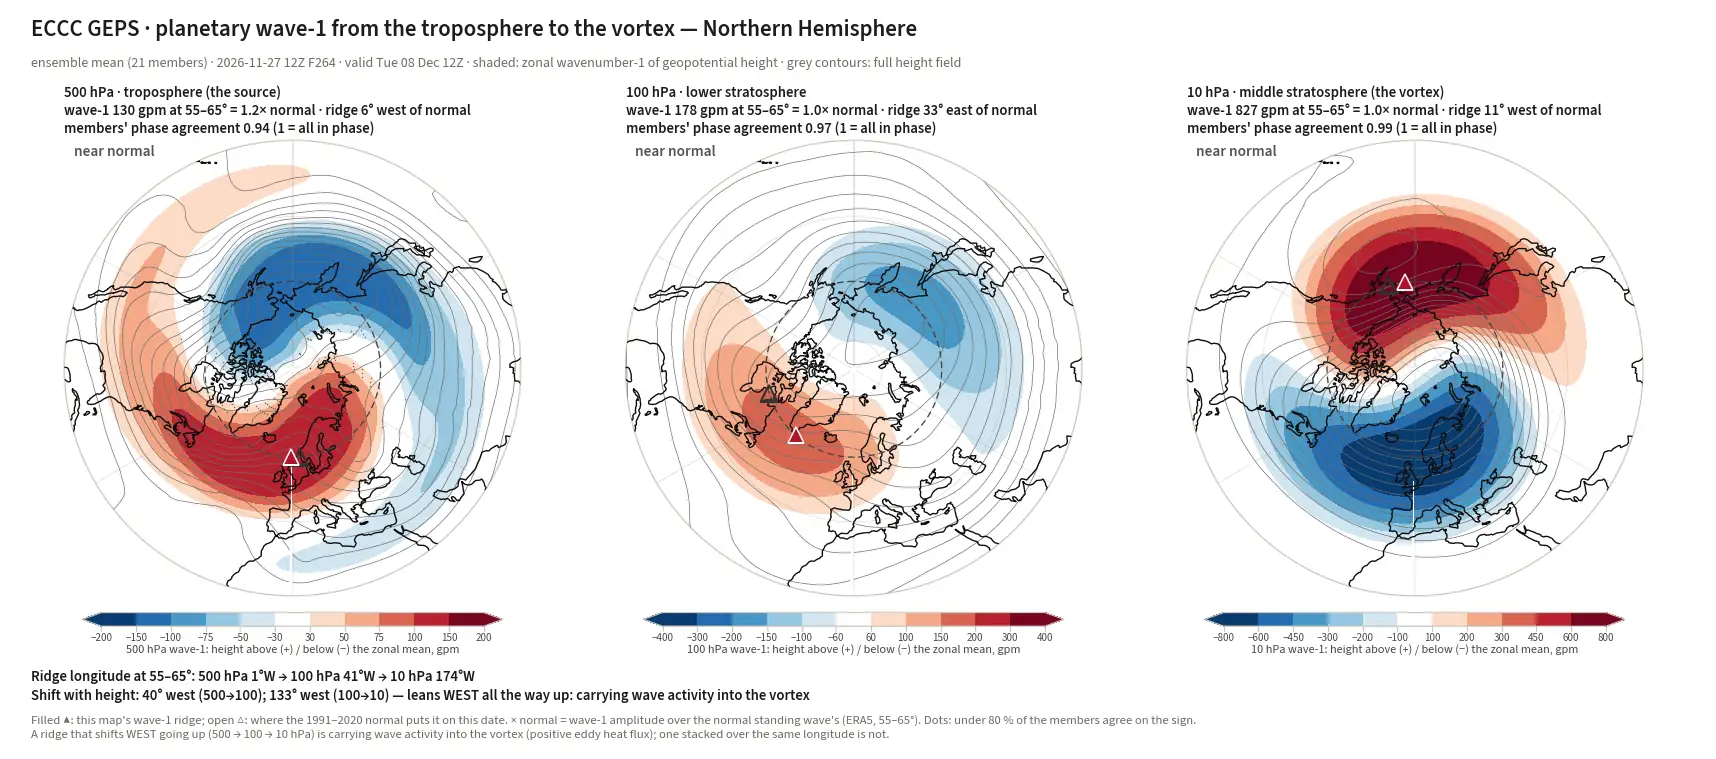 ECCC GEPS · planetary wave-1 from the troposphere to the vortex — Northern Hemisphere
ensemble mean (21 members) · 2026-11-27 12Z F264 · valid Tue 08 Dec 12Z · shaded: zonal wavenumber-1 of geopotential height · grey contours: full height field
500 hPa · troposphere (the source)
wave-1 130 gpm at 55–65° = 1.2× normal · ridge 6° west of normal
members' phase agreement 0.94 (1 = all in phase)
near normal
100 hPa · lower stratosphere
wave-1 178 gpm at 55–65° = 1.0× normal · ridge 33° east of normal
members' phase agreement 0.97 (1 = all in phase)
near normal
10 hPa · middle stratosphere (the vortex)
wave-1 827 gpm at 55–65° = 1.0× normal · ridge 11° west of normal
members' phase agreement 0.99 (1 = all in phase)
near normal
−200 −150 −100 −75 −50 −30 30 50 75 100 150 200
500 hPa wave-1: height above (+) / below (−) the zonal mean, gpm
−400 −300 −200 −150 −100 −60 60 100 150 200 300 400
100 hPa wave-1: height above (+) / below (−) the zonal mean, gpm
−800 −600 −450 −300 −200 −100 100 200 300 450 600 800
10 hPa wave-1: height above (+) / below (−) the zonal mean, gpm
Ridge longitude at 55–65°: 500 hPa 1°W → 100 hPa 41°W → 10 hPa 174°W
Shift with height: 40° west (500→100); 133° west (100→10) — leans WEST all the way up: carrying wave activity into the vortex
Filled ▲: this map's wave-1 ridge; open △: where the 1991–2020 normal puts it on this date. × normal = wave-1 amplitude over the normal standing wave's (ERA5, 55–65°). Dots: under 80 % of the members agree on the sign.
A ridge that shifts WEST going up (500 → 100 → 10 hPa) is carrying wave activity into the vortex (positive eddy heat flux); one stacked over the same longitude is not.